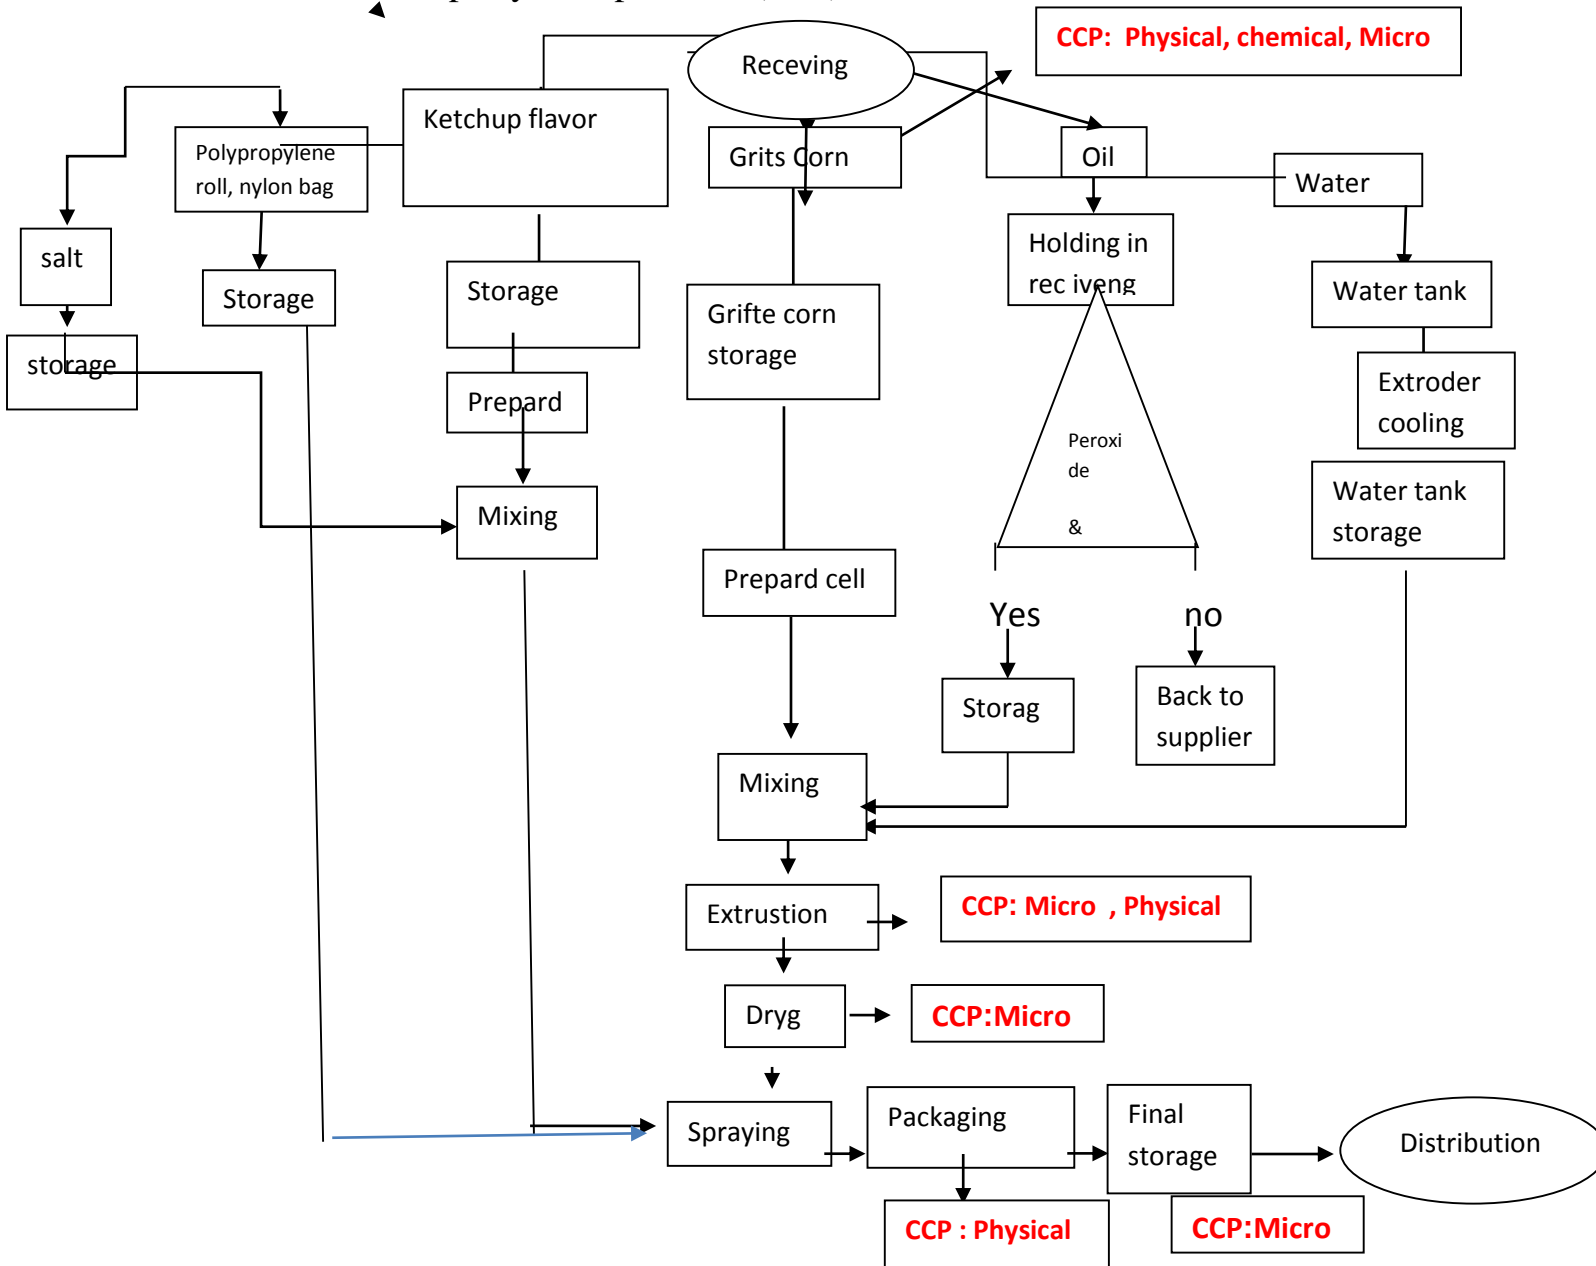 CCP:  Physical, chemical, Micro
Receving
Ketchup flavor
Polypropylene
roll, nylon bag
Grits Corn
Oil
Water
salt
Storage
Storage
Holding in
rec iveng
Water tank
storage
Grifte corn
storage
Extroder
cooling
Prepard
Peroxi
de
&
Water tank
storage
Mixing
Prepard cell
Yes
no
Storag
Back to
supplier
Mixing
Extrustion
CCP: Micro , Physical
Dryg
CCP:Micro
Spraying
Packaging
Final
storage
Distribution
CCP : Physical
CCP:Micro